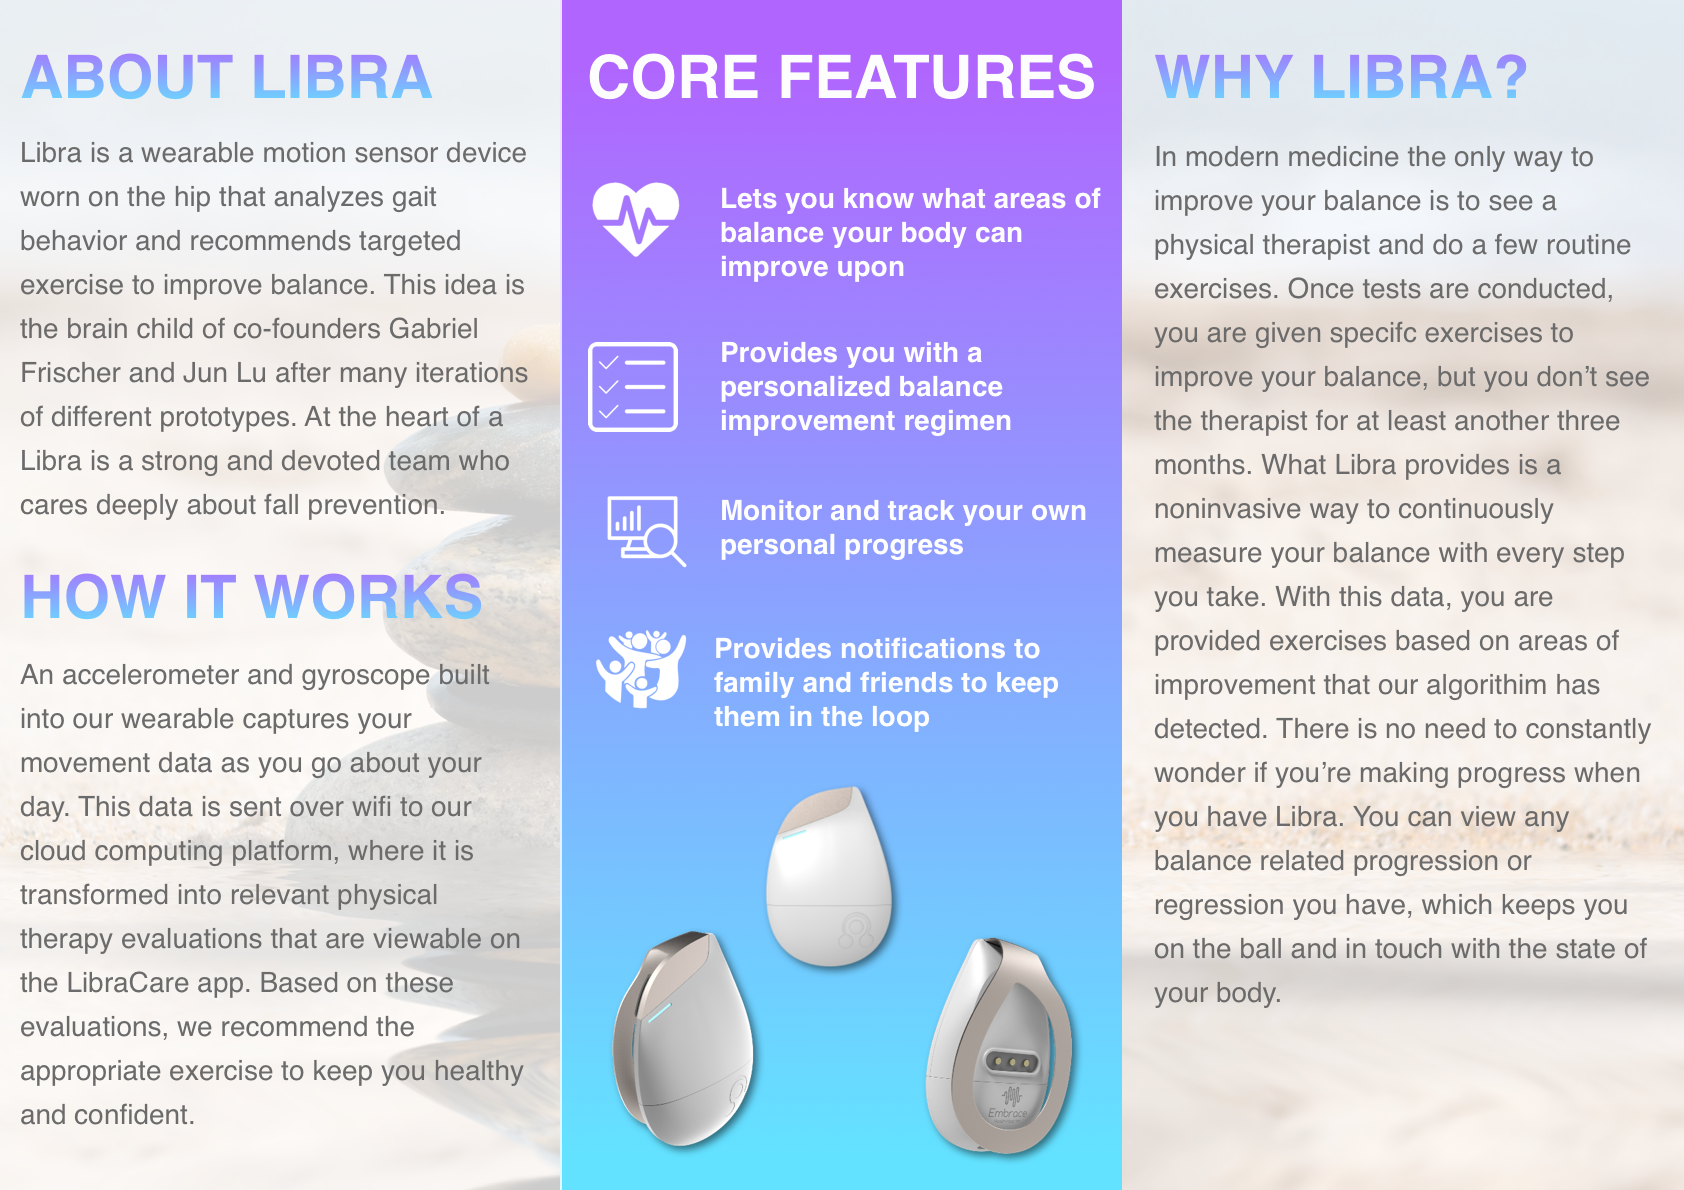 ABOUT LIBRA
Libra is a wearable motion sensor device
worn on the hip that analyzes gait
behavior and recommends targeted
exercise to improve balance. This idea is
the brain child of co-founders Gabriel
Frischer and Jun Lu after many iterations
of different prototypes. At the heart of a
Libra is a strong and devoted team who
cares deeply about fall prevention.
HOW IT WORKS
An accelerometer and gyroscope built
into our wearable captures your
movement data as you go about your
day. This data is sent over wifi to our
cloud computing platform, where it is
transformed into relevant physical
therapy evaluations that are viewable on
the LibraCare app. Based on these
evaluations, we recommend the
appropriate exercise to keep you healthy
and confident.
CORE FEATURES
Lets you know what areas of
balance your body can
improve upon
Provides you with a
personalized balance
improvement regimen
Monitor and track your own
personal progress
Provides notifications to
family and friends to keep
them in the loop
Embrace
WHY LIBRA?
In modern medicine the only way to
improve your balance is to see a
physical therapist and do a few routine
exercises. Once tests are conducted,
you are given specifc exercises to
improve your balance, but you don't see
the therapist for at least another three
months. What Libra provides is a
noninvasive way to continuously
measure your balance with every step
you take. With this data, you are
provided exercises based on areas of
improvement that our algorithim has
detected. There is no need to constantly
wonder if you're making progress when
you have Libra. You can view any
balance related progression or
regression you have, which keeps you
on the ball and in touch with the state of
your body.